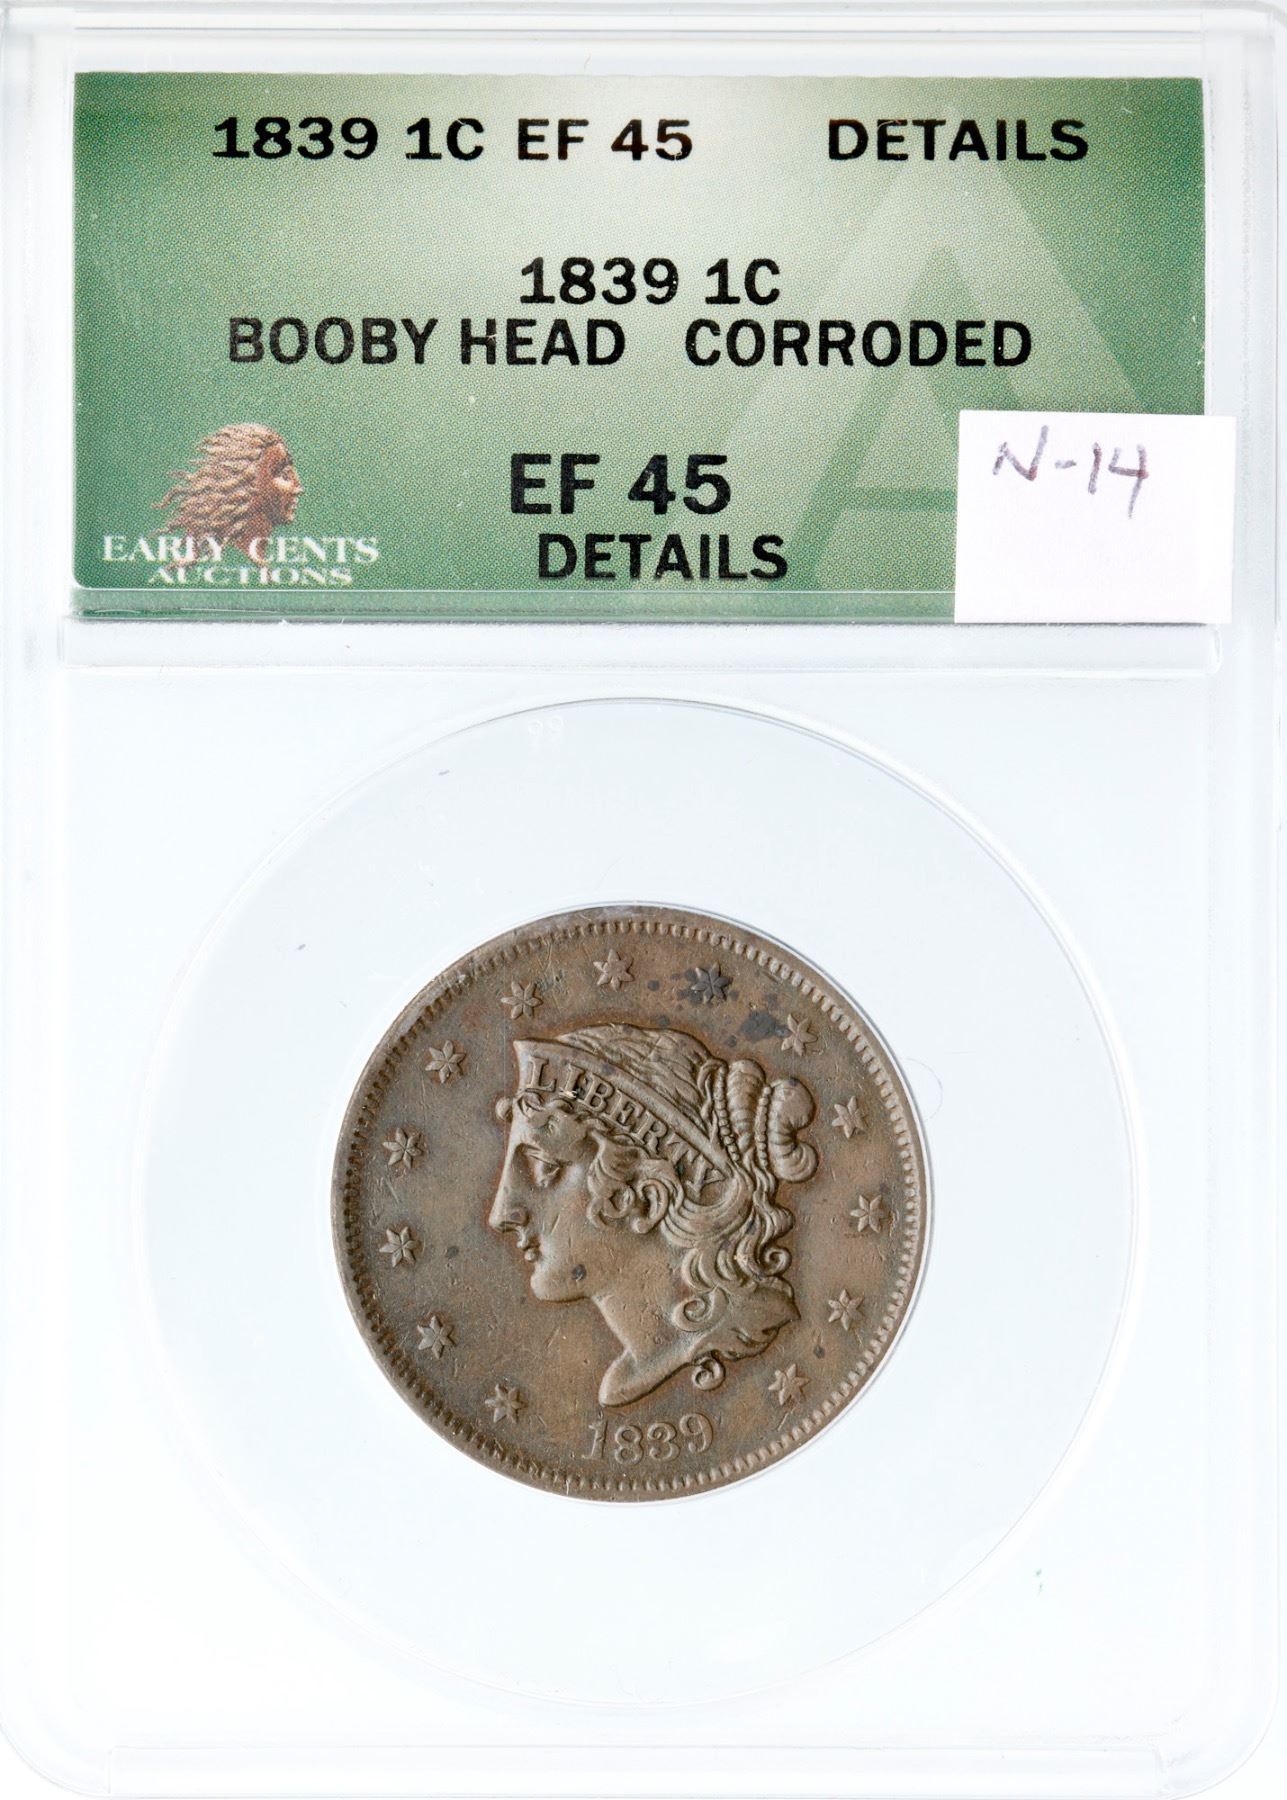 1839 1C EF 45 DETAILS
1839 1C
BOOBY HEAD CORRODED
EF 45
DETAILS
N-14
EARLY CENTS
AUCTIONS
LIBERTY
1839